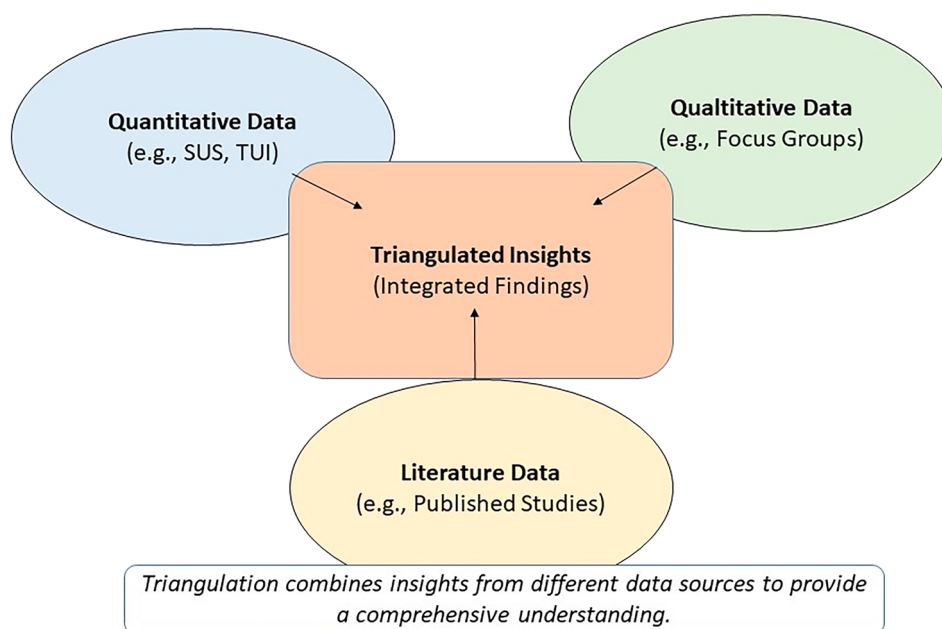 Quantitative Data
(e.g., SUS, TUI)
Qualtitative Data
(e.g., Focus Groups)
Triangulated Insights
(Integrated Findings)
Literature Data
(e.g., Published Studies)
Triangulation combines insights from different data sources to provide
a comprehensive understanding.